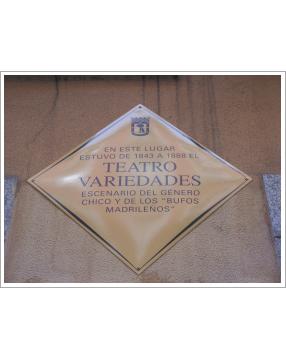 EN ESTE LUGAR
ESTUVO DE 1843 A 1888 EL
TEATRO
VARIEDADES
ESCENARIO DEL GÉNERO
CHICO Y DE LOS "BUFOS
MADRILEÑOS"